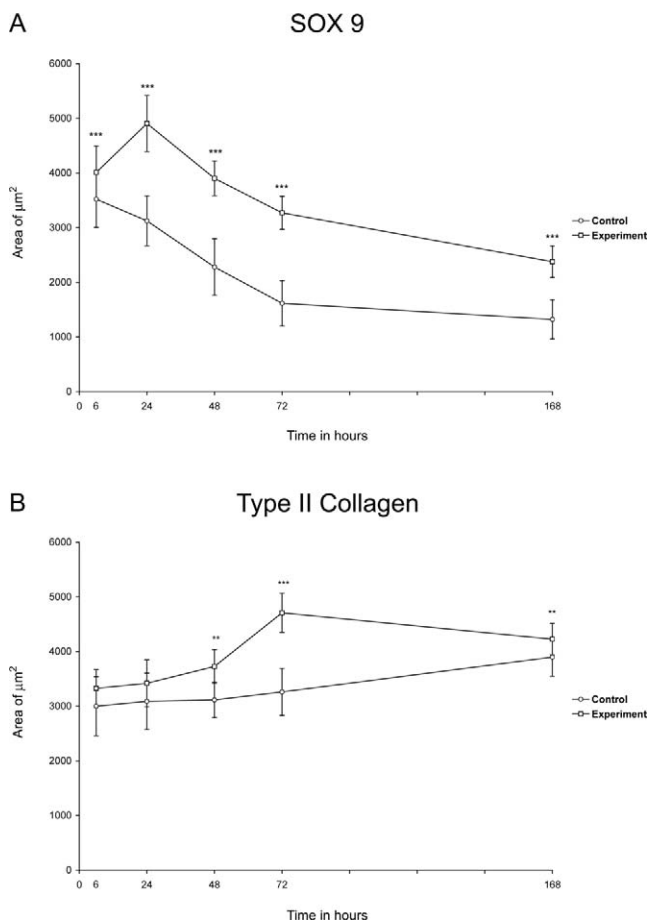 A
SOX 9
6000
5000
4000
3000
2000
1000
0
Area of μm²
***
***
***
***
***
Control
Experiment
0 6 24 48 72 168
Time in hours
B
Type II Collagen
6000
5000
4000
3000
2000
1000
0
Area of μm²
**
***
**
Control
Experiment
0 6 24 48 72 168
Time in hours